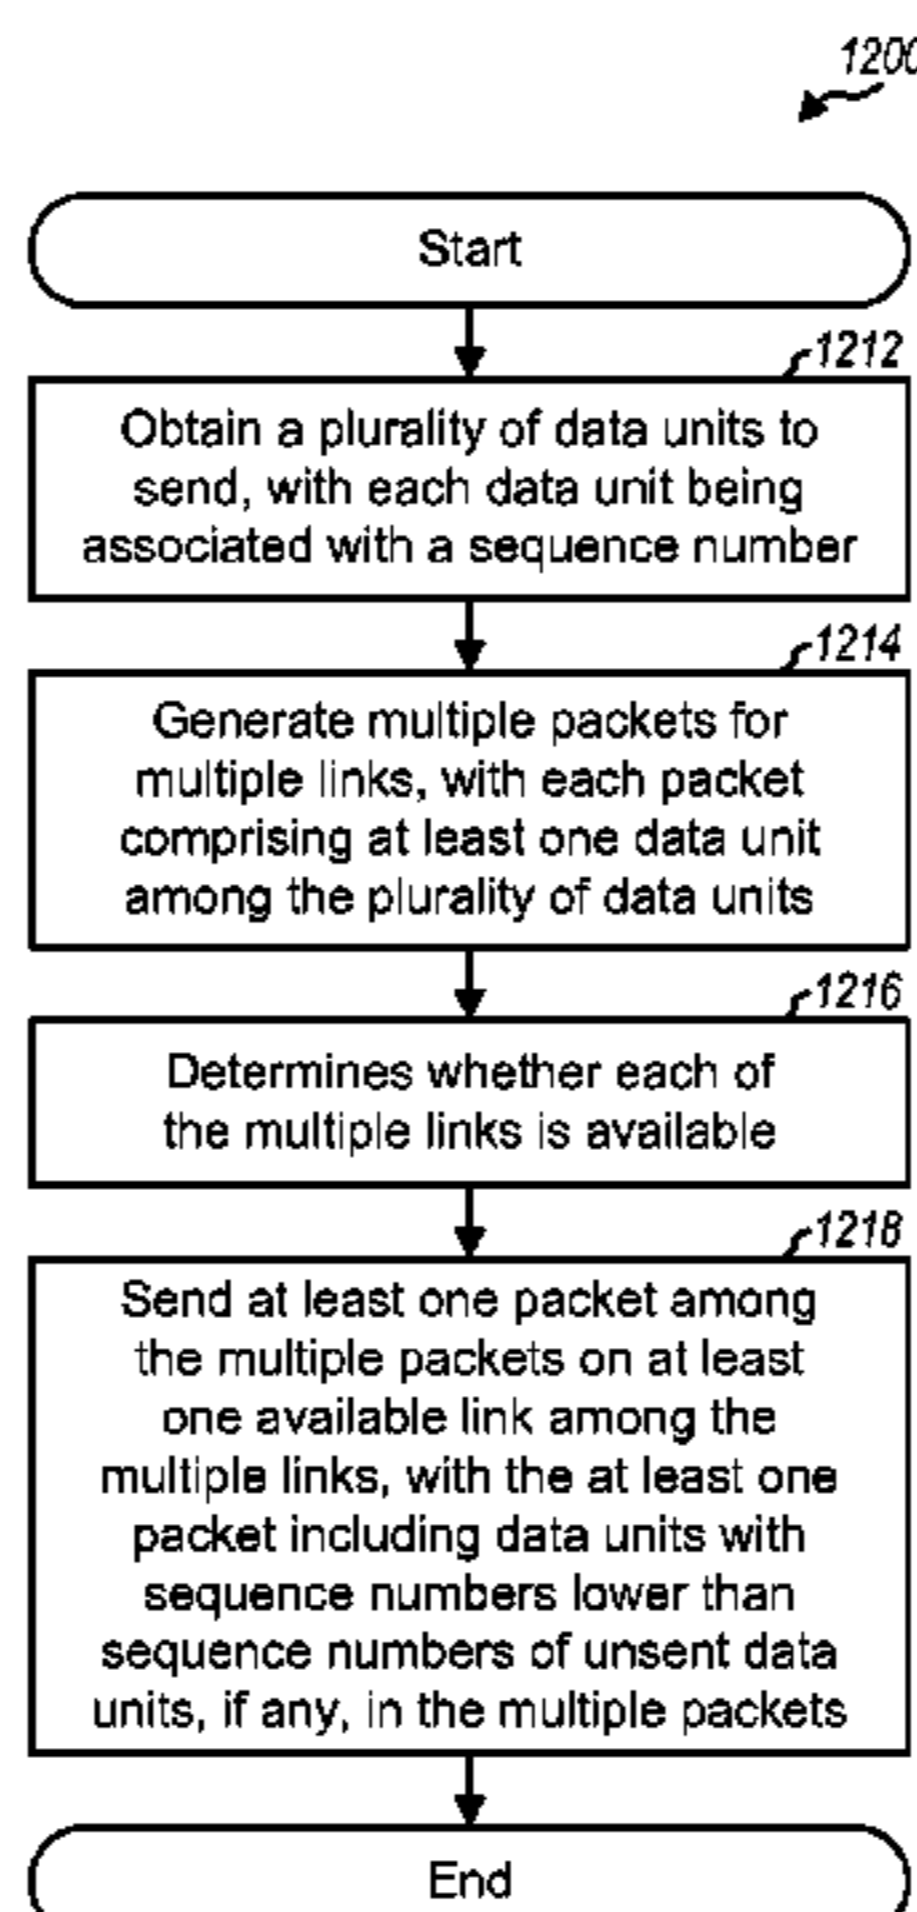 1200
Start
1212
Obtain a plurality of data units to
send, with each data unit being
associated with a sequence number
1214
Generate multiple packets for
multiple links, with each packet
comprising at least one data unit
among the plurality of data units
1216
Determines whether each of
the multiple links is available
1218
Send at least one packet among
the multiple packets on at least
one available link among the
multiple links, with the at least one
packet including data units with
sequence numbers lower than
sequence numbers of unsent data
units, if any, in the multiple packets
End